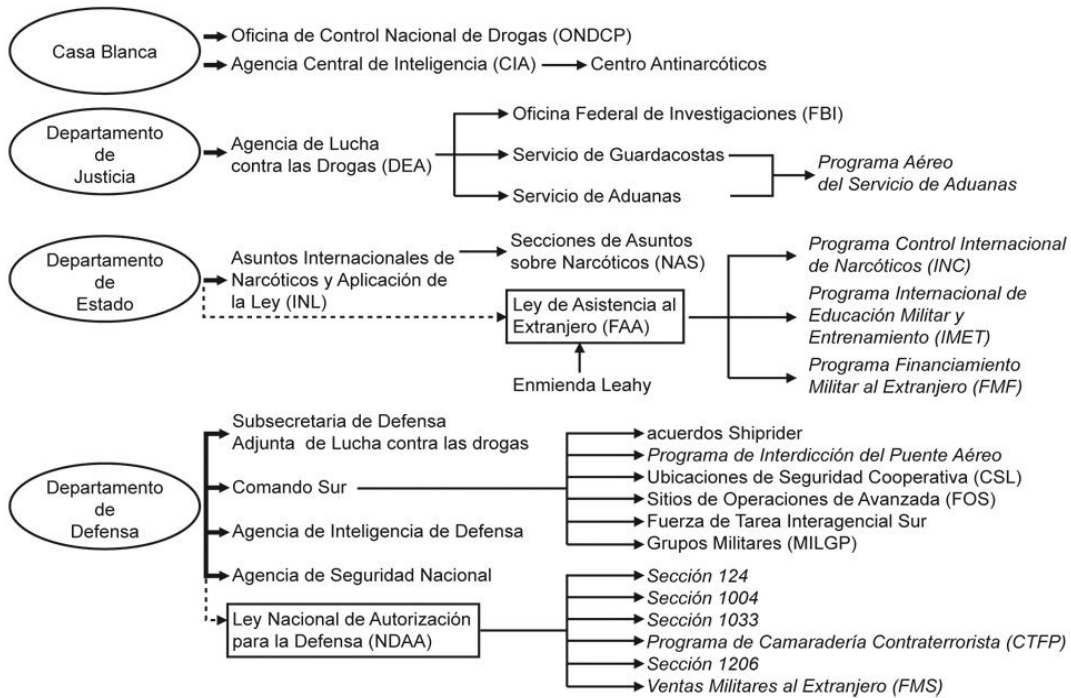 Casa Blanca
Oficina de Control Nacional de Drogas (ONDCP)
Agencia Central de Inteligencia (CIA)
Centro Antinarcóticos
Departamento
de
Justicia
Agencia de Lucha
contra las Drogas (DEA)
Oficina Federal de Investigaciones (FBI)
Servicio de Guardacostas
Servicio de Aduanas
Programa Aéreo
del Servicio de Aduanas
Departamento
de
Estado
Asuntos Internacionales de
Narcóticos y Aplicación de
la Ley (INL)
Secciones de Asuntos
sobre Narcóticos (NAS)
Ley de Asistencia al
Extranjero (FAA)
Enmienda Leahy
Programa Control Internacional
de Narcóticos (INC)
Programa Internacional de
Educación Militar y
Entrenamiento (IMET)
Programa Financiamiento
Militar al Extranjero (FMF)
Departamento
de
Defensa
Subsecretaria de Defensa
Adjunta de Lucha contra las drogas
Comando Sur
acuerdos Shiprider
Programa de Interdicción del Puente Aéreo
Ubicaciones de Seguridad Cooperativa (CSL)
Sitios de Operaciones de Avanzada (FOS)
Fuerza de Tarea Interagencial Sur
Grupos Militares (MILGP)
Agencia de Inteligencia de Defensa
Agencia de Seguridad Nacional
Ley Nacional de Autorización
para la Defensa (NDAA)
Sección 124
Sección 1004
Sección 1033
Programa de Camaradería Contraterrorista (CTFP)
Sección 1206
Ventas Militares al Extranjero (FMS)